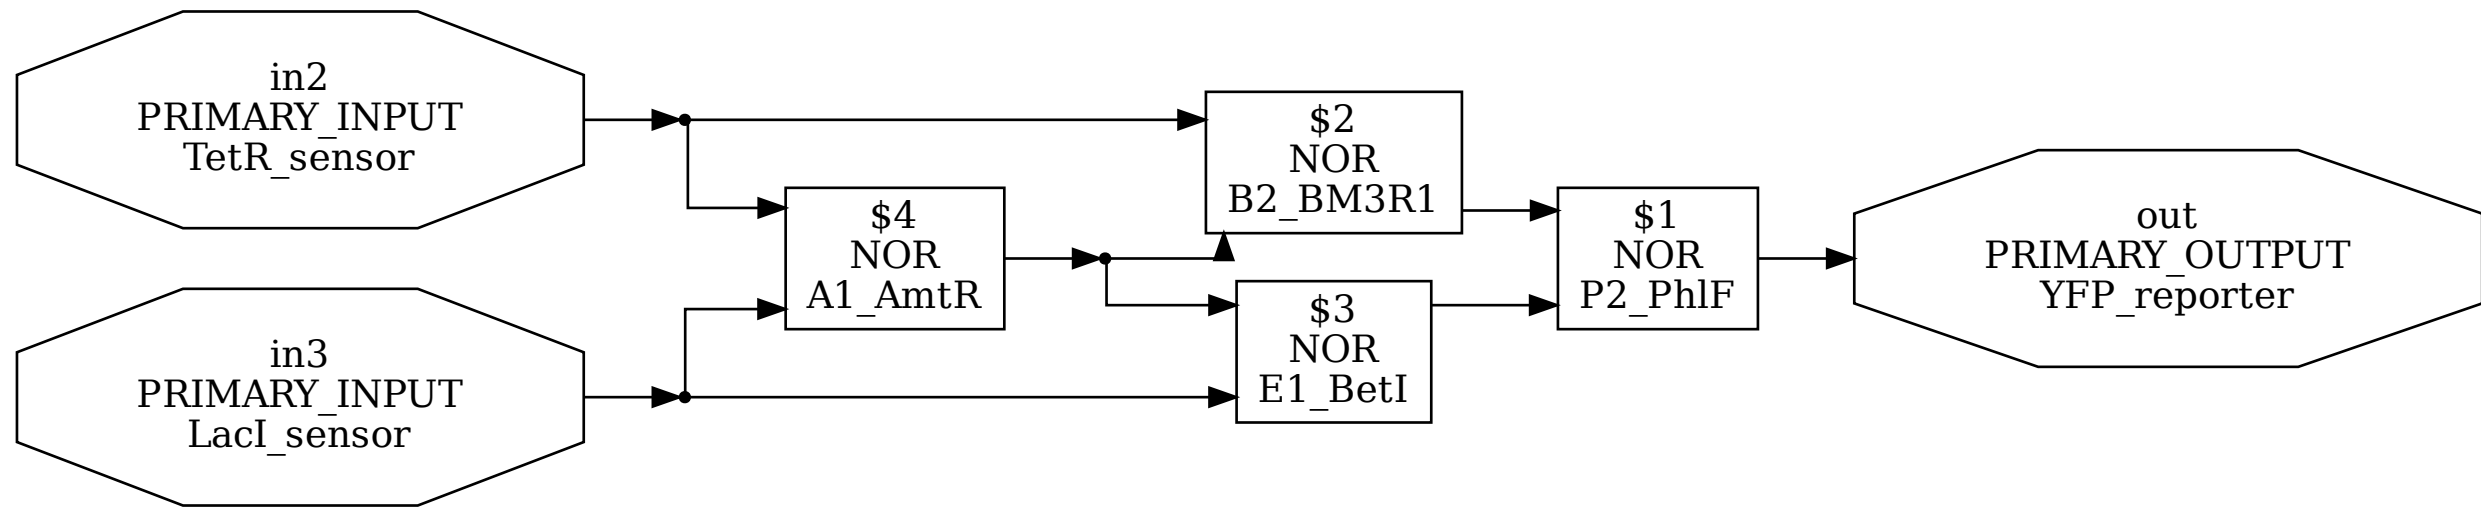 in2
PRIMARY_INPUT
TetR_sensor
in3
PRIMARY_INPUT
LacI_sensor
$4
NOR
A1_AmtR
$2
NOR
B2_BM3R1
$3
NOR
E1_BetI
$1
NOR
P2_PhlF
out
PRIMARY_OUTPUT
YFP_reporter